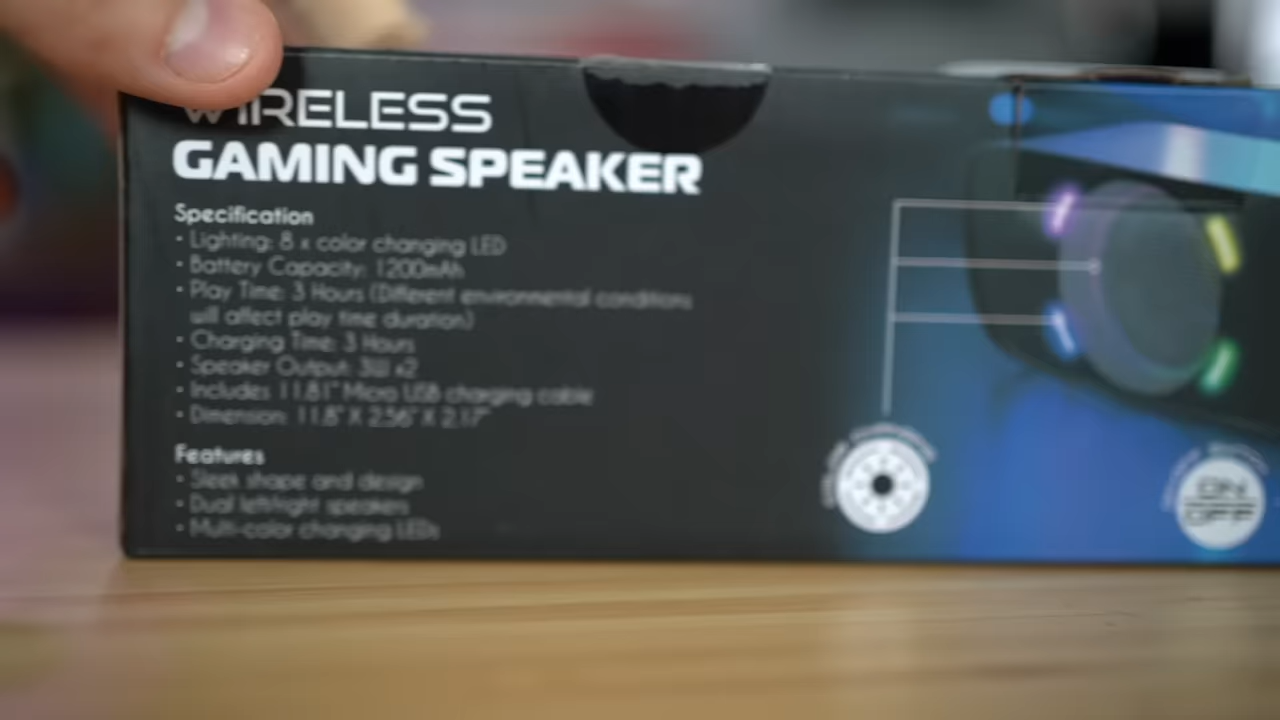 WIRELESS
GAMING SPEAKER
Specification
· Lighting: 8 x color changing LED
· Battery Capacity: 1200mAh
· Play Time: 3 Hours (Different environmental conditions
will affect play time duration)
· Charging Time: 3 Hours
· Speaker Output: 3W x2
· Includes 11.81" Micro USB charging cable
· Dimension: 11.8" X 2.56" X 2.17"
Features
· Sleek shape and design
· Dual left/right speakers
· Multi-color changing LEDs
ON
OFF